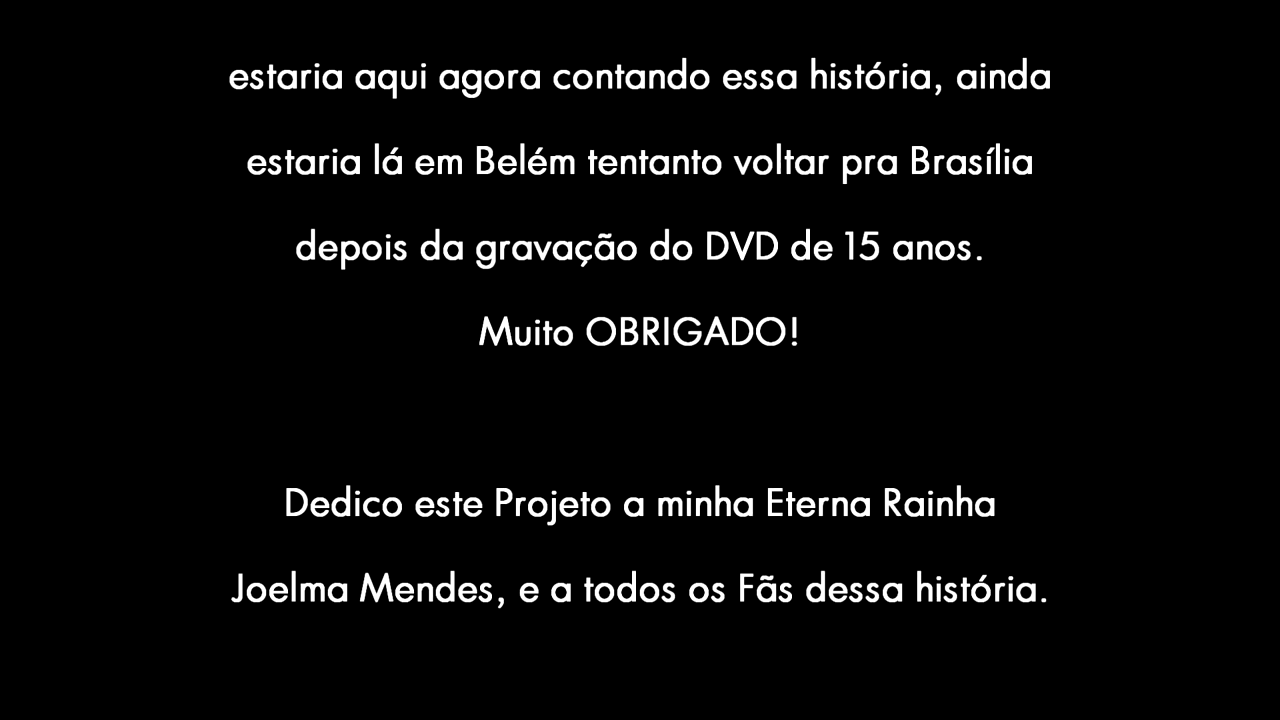 estaria aqui agora contando essa história, ainda
estaria lá em Belém tentanto voltar pra Brasília
depois da gravação do DVD de 15 anos.
Muito OBRIGADO!
Dedico este Projeto a minha Eterna Rainha
Joelma Mendes, e a todos os Fãs dessa história.